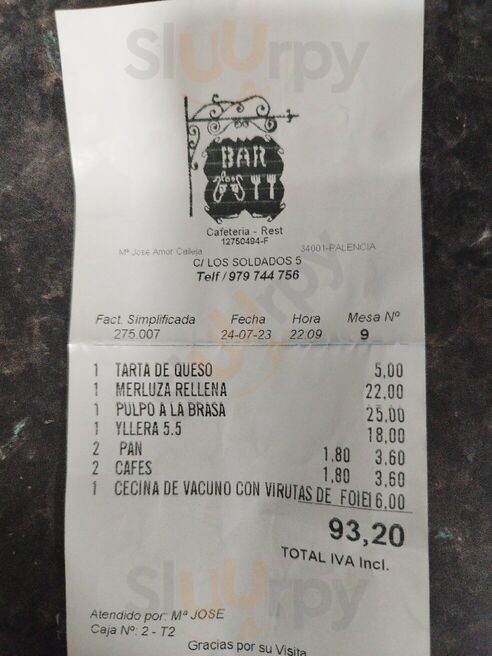 Sluurpy
BAR
Cafeteria - Rest
12750494-F
Mª José Amor Calleja 34001-PALENCIA
C/ LOS SOLDADOS 5
Telf / 979 744 756
Sluurpy
Fact. Simplificada Fecha Hora Mesa Nº
275.007 24-07-23 22:09 9
1 TARTA DE QUESO 5,00
1 MERLUZA RELLENA 22,00
1 PULPO A LA BRASA 25,00
1 YLLERA 5.5 18,00
2 PAN 1,80 3,60
2 CAFES 1,80 3,60
1 CECINA DE VACUNO CON VIRUTAS DE FOIE16,00
93,20
TOTAL IVA Incl.
Sluurpy
Atendido por: Mª JOSE
Caja Nº: 2 - T2
Gracias por su Visita